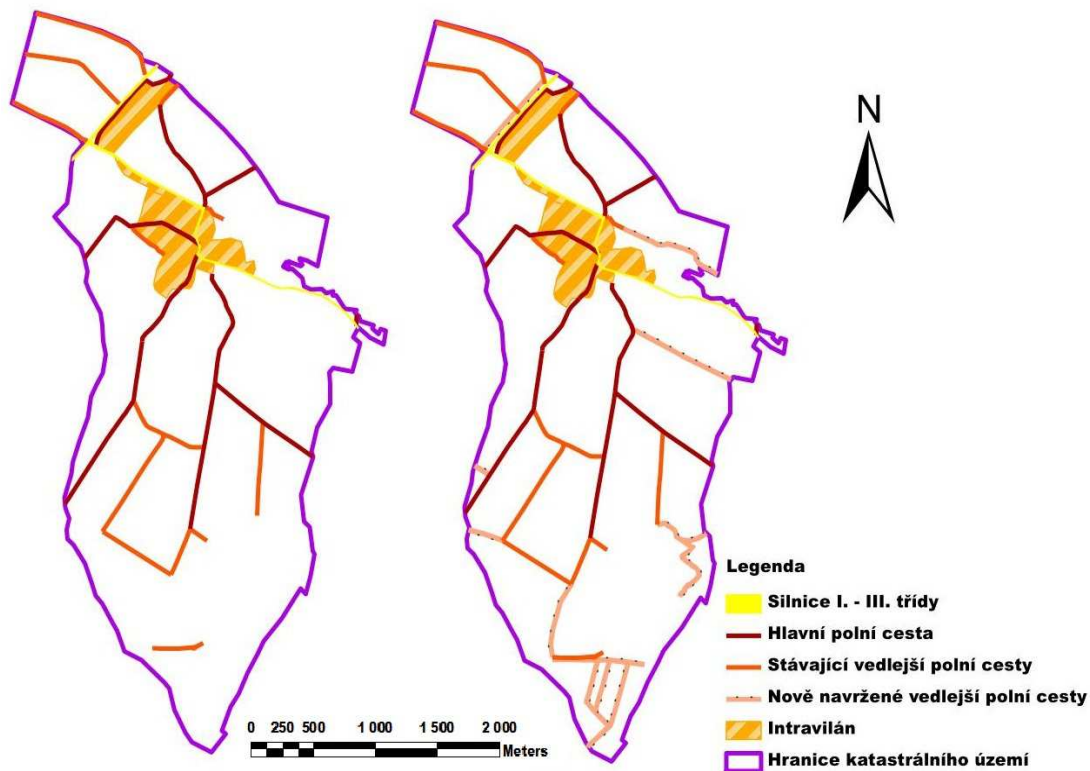 N
Legenda
Silnice I. - III. třídy
Hlavní polní cesta
Stávající vedlejší polní cesty
Nově navržené vedlejší polní cesty
Intravilán
Hranice katastrálního území
0 250 500 1 000 1 500 2 000
Meters